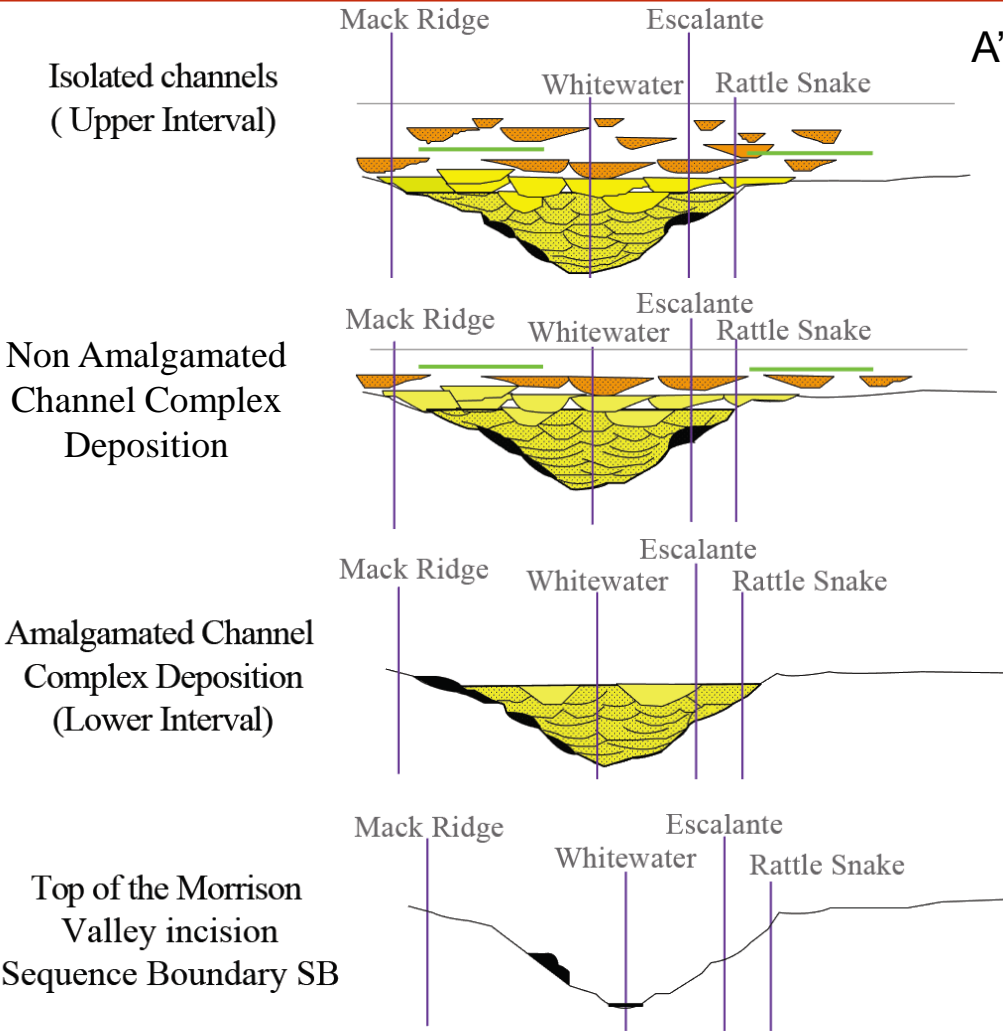 Mack Ridge
Escalante
A'
Isolated channels
( Upper Interval)
Whitewater
Rattle Snake
Escalante
Mack Ridge
Whitewater
Rattle Snake
Non Amalgamated
Channel Complex
Deposition
Escalante
Mack Ridge
Whitewater
Rattle Snake
Amalgamated Channel
Complex Deposition
(Lower Interval)
Mack Ridge
Escalante
Whitewater
Rattle Snake
Top of the Morrison
Valley incision
Sequence Boundary SB